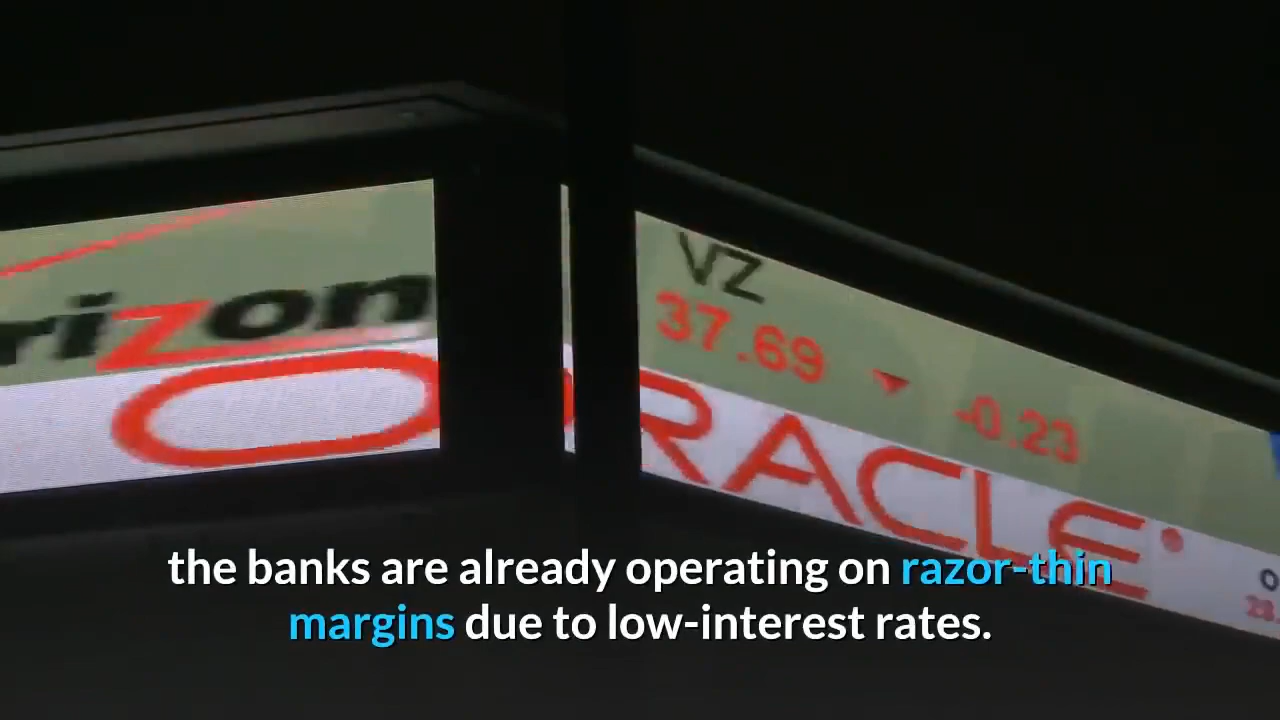 rizon
VZ
37.69 -0.23
ORACLE
the banks are already operating on razor-thin
margins due to low-interest rates.